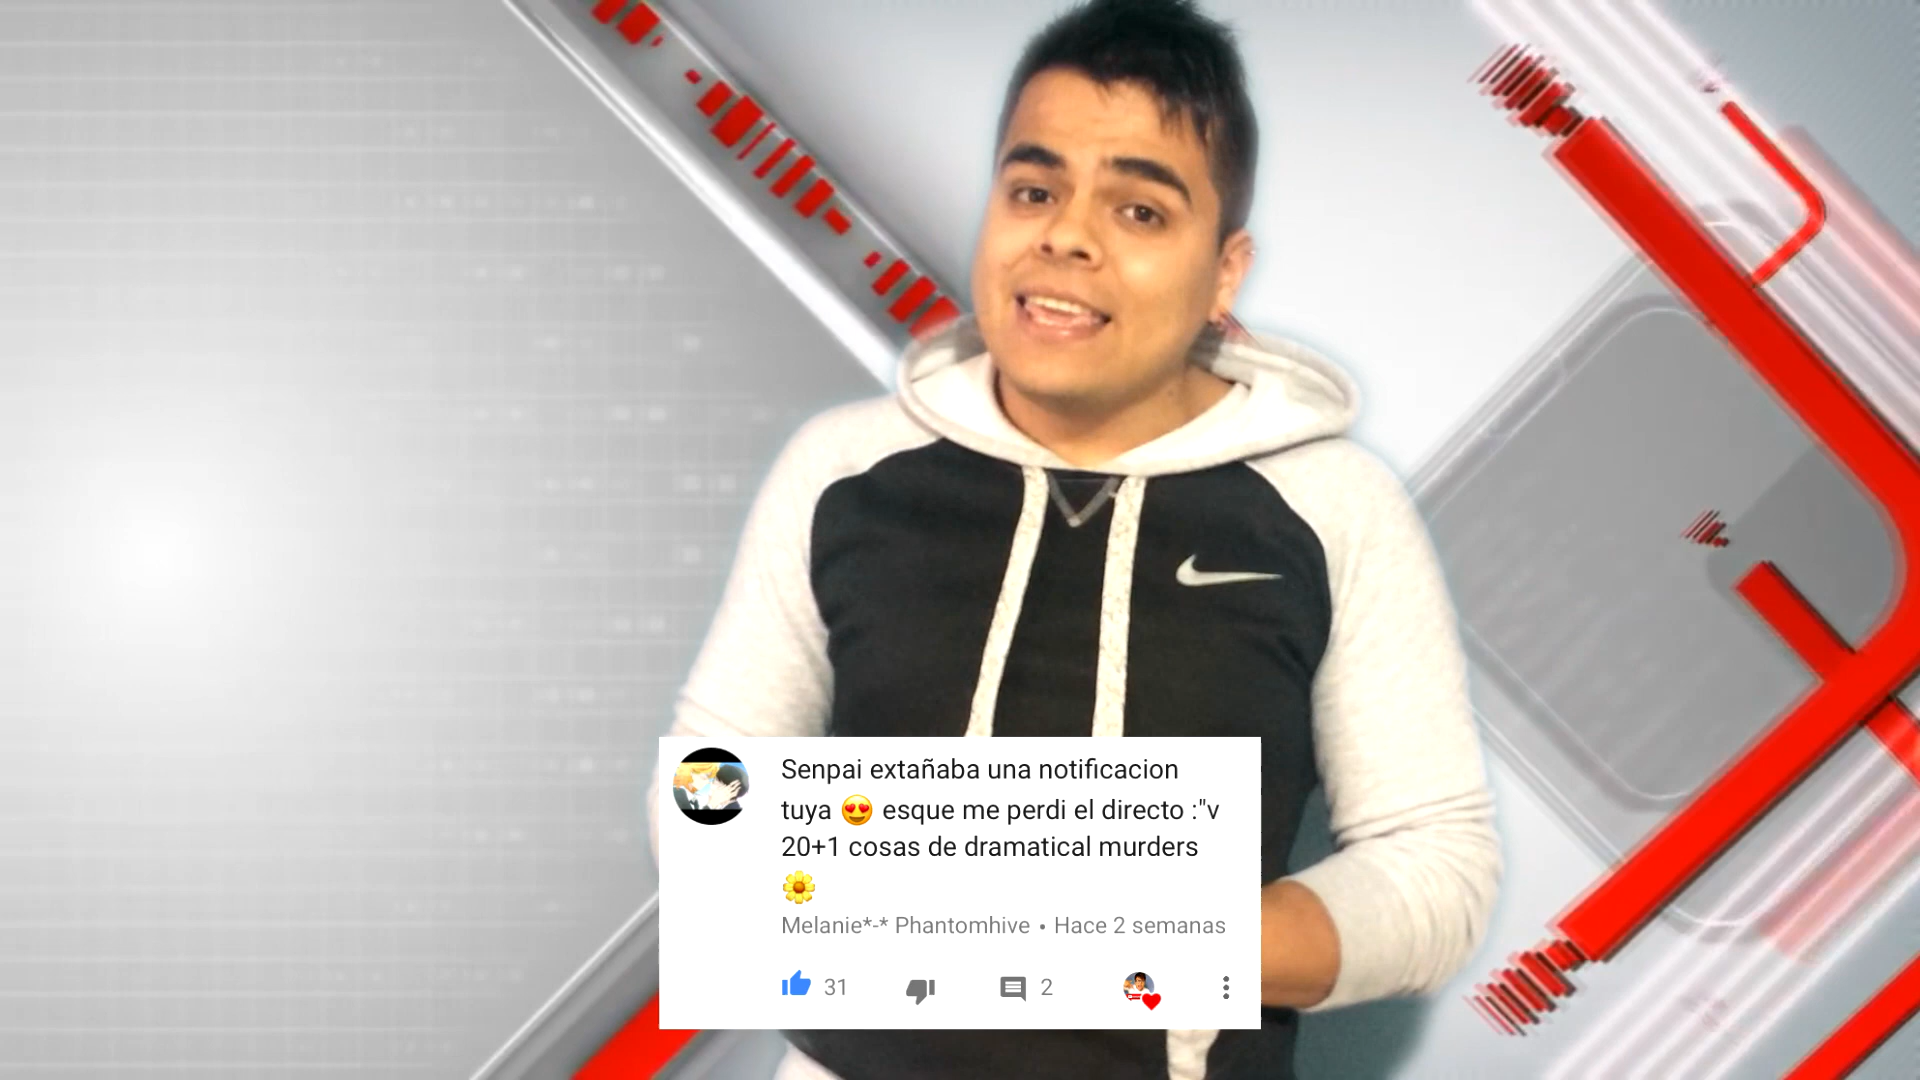 Senpai extañaba una notificacion
tuya 😍 esque me perdi el directo :"v
20+1 cosas de dramatical murders
🌼
Melanie*-* Phantomhive • Hace 2 semanas
31 2